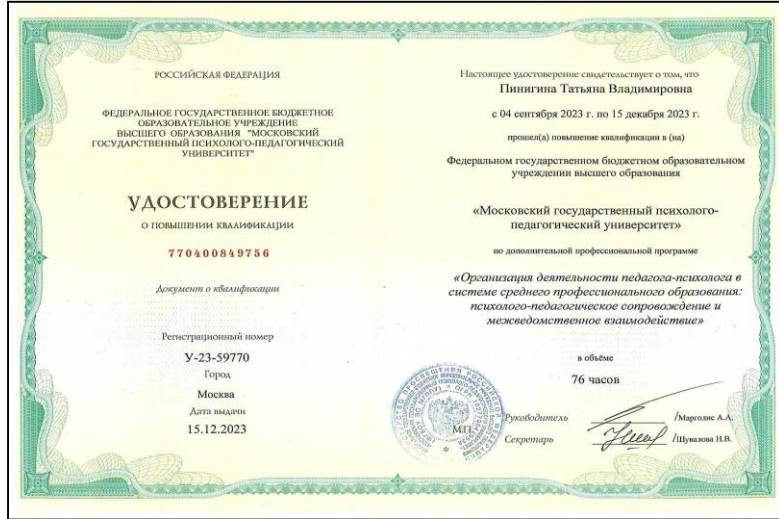 РОССИЙСКАЯ ФЕДЕРАЦИЯ
ФЕДЕРАЛЬНОЕ ГОСУДАРСТВЕННОЕ БЮДЖЕТНОЕ
ОБРАЗОВАТЕЛЬНОЕ УЧРЕЖДЕНИЕ
ВЫСШЕГО ОБРАЗОВАНИЯ "МОСКОВСКИЙ
ГОСУДАРСТВЕННЫЙ ПСИХОЛОГО-ПЕДАГОГИЧЕСКИЙ
УНИВЕРСИТЕТ"
УДОСТОВЕРЕНИЕ
О ПОВЫШЕНИИ КВАЛИФИКАЦИИ
770400849756
Документ о квалификации
Регистрационный номер
У-23-59770
Город
Москва
Дата выдачи
15.12.2023
Настоящее удостоверение свидетельствует о том, что
Пинигина Татьяна Владимировна
с 04 сентября 2023 г. по 15 декабря 2023 г.
прошел(а) повышение квалификации в (на)
Федеральном государственном бюджетном образовательном
учреждении высшего образования
«Московский государственный психолого-
педагогический университет»
по дополнительной профессиональной программе
«Организация деятельности педагога-психолога в
системе среднего профессионального образования:
психолого-педагогическое сопровождение и
межведомственное взаимодействие»
в объёме
76 часов
М.П.
Руководитель /Марголис А.А.
Секретарь /Шувалова Н.В.